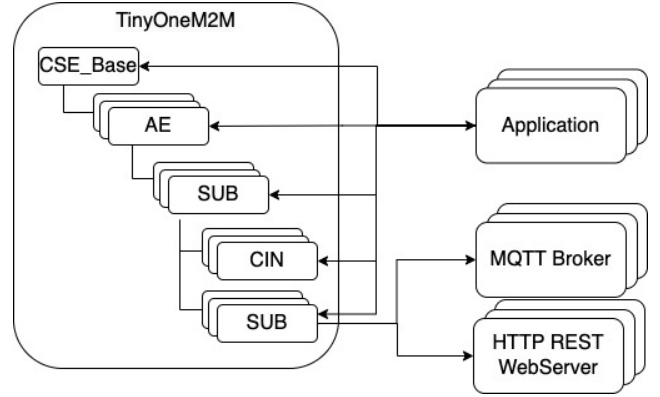 TinyOneM2M
CSE_Base
AE
Application
SUB
CIN
MQTT Broker
SUB
HTTP REST
WebServer